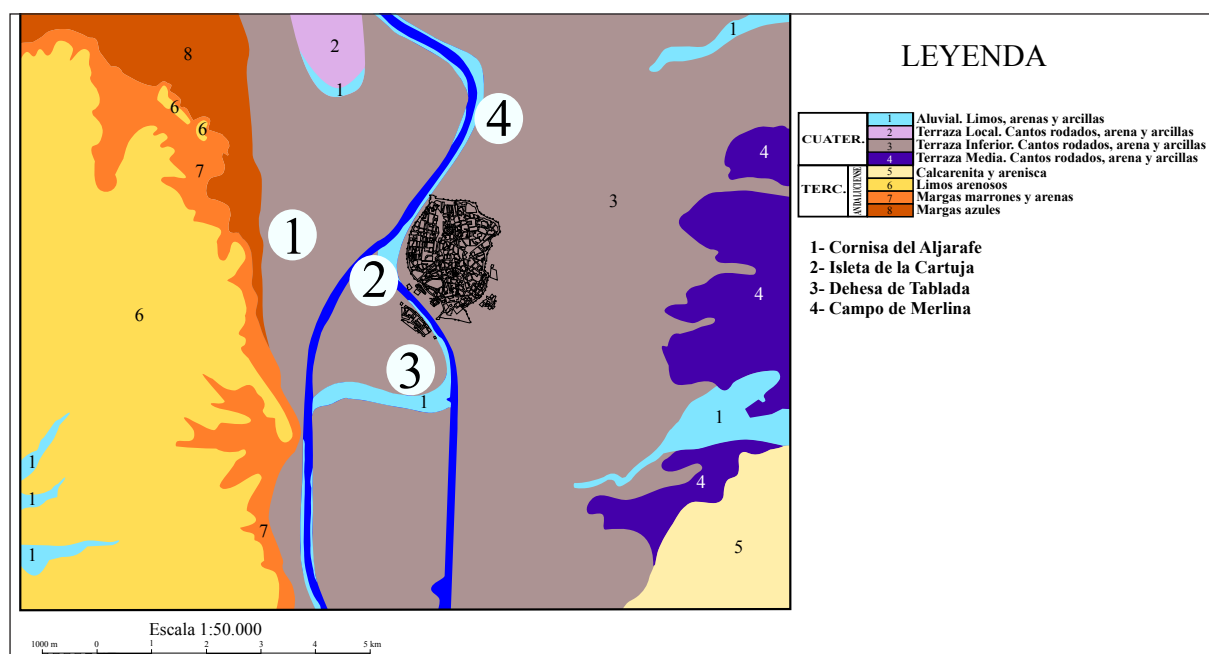 LEYENDA
CUATER.
1 Aluvial. Limos, arenas y arcillas
2 Terraza Local. Cantos rodados, arena y arcillas
3 Terraza Inferior. Cantos rodados, arena y arcillas
4 Terraza Media. Cantos rodados, arena y arcillas
TERC.
ANDALUCIENSE
5 Calcarenita y arenisca
6 Limos arenosos
7 Margas marrones y arenas
8 Margas azules
1- Cornisa del Aljarafe
2- Isleta de la Cartuja
3- Dehesa de Tablada
4- Campo de Merlina
8
2
1
1
6
6
7
4
4
3
1
2
4
6
3
1
1
4
1
1
7
5
1
Escala 1:50.000
1000 m 0 1 2 3 4 5 km